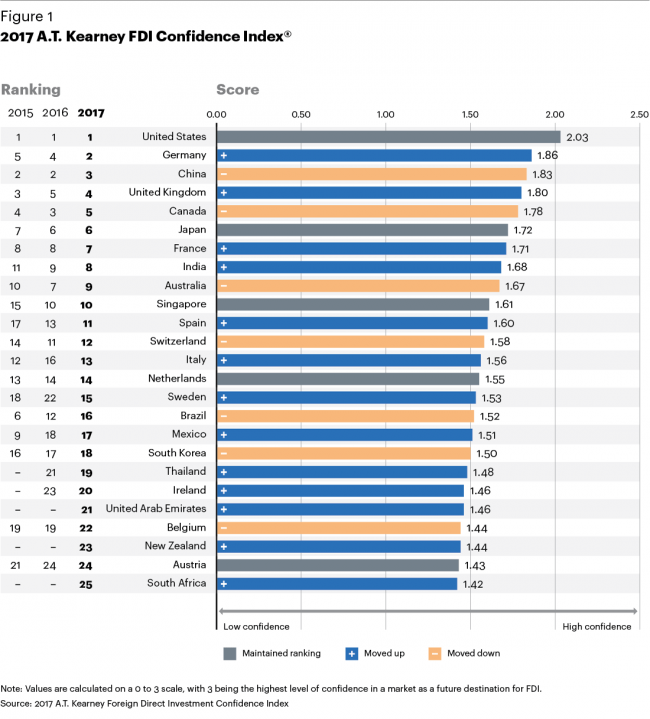 Figure 1
2017 A.T. Kearney FDI Confidence Index®
Ranking Score
2015 2016 2017 0.00 0.50 1.00 1.50 2.00 2.50
1 1 1 United States 2.03
5 4 2 Germany + 1.86
2 2 3 China – 1.83
3 5 4 United Kingdom + 1.80
4 3 5 Canada – 1.78
7 6 6 Japan 1.72
8 8 7 France + 1.71
11 9 8 India + 1.68
10 7 9 Australia – 1.67
15 10 10 Singapore 1.61
17 13 11 Spain + 1.60
14 11 12 Switzerland – 1.58
12 16 13 Italy + 1.56
13 14 14 Netherlands 1.55
18 22 15 Sweden + 1.53
6 12 16 Brazil – 1.52
9 18 17 Mexico + 1.51
16 17 18 South Korea – 1.50
– 21 19 Thailand + 1.48
– 23 20 Ireland + 1.46
– – 21 United Arab Emirates + 1.46
19 19 22 Belgium – 1.44
– – 23 New Zealand + 1.44
21 24 24 Austria 1.43
– – 25 South Africa + 1.42
Low confidence High confidence
Maintained ranking + Moved up – Moved down
Note: Values are calculated on a 0 to 3 scale, with 3 being the highest level of confidence in a market as a future destination for FDI.
Source: 2017 A.T. Kearney Foreign Direct Investment Confidence Index